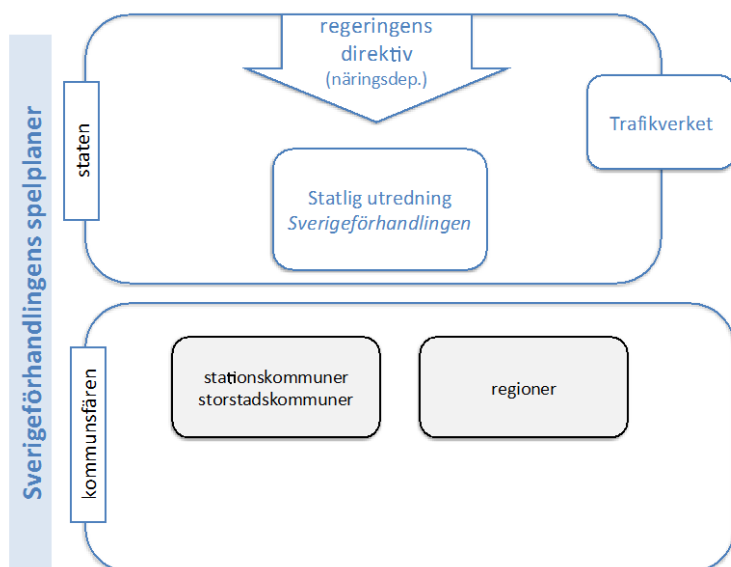 Sverigeförhandlingens spelplaner
staten
regeringens
direktiv
(näringsdep.)
Trafikverket
Statlig utredning
Sverigeförhandlingen
kommunsfären
stationskommuner
storstadskommuner
regioner